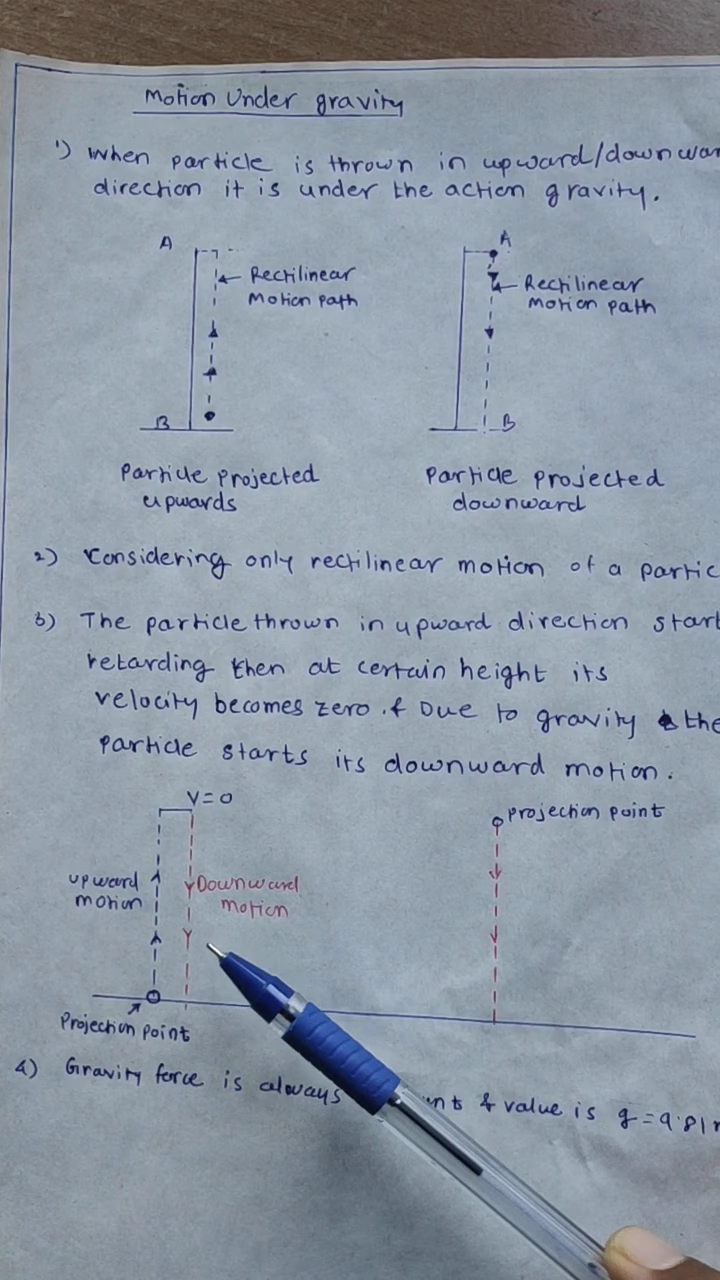 Motion Under gravity
1) When particle is thrown in upward/downwar
direction it is under the action gravity.
A
A
Rectilinear
Motion path
Rectilinear
Motion path
B
B
Particle projected
upwards
Particle projected
downward
2) Considering only rectilinear motion of a partic
3) The particle thrown in upward direction start
retarding then at certain height its
velocity becomes zero. & Due to gravity the
particle starts its downward motion.
V=0
projection point
upward
motion
Downward
motion
Projection point
4) Gravity force is always & value is g=9.81